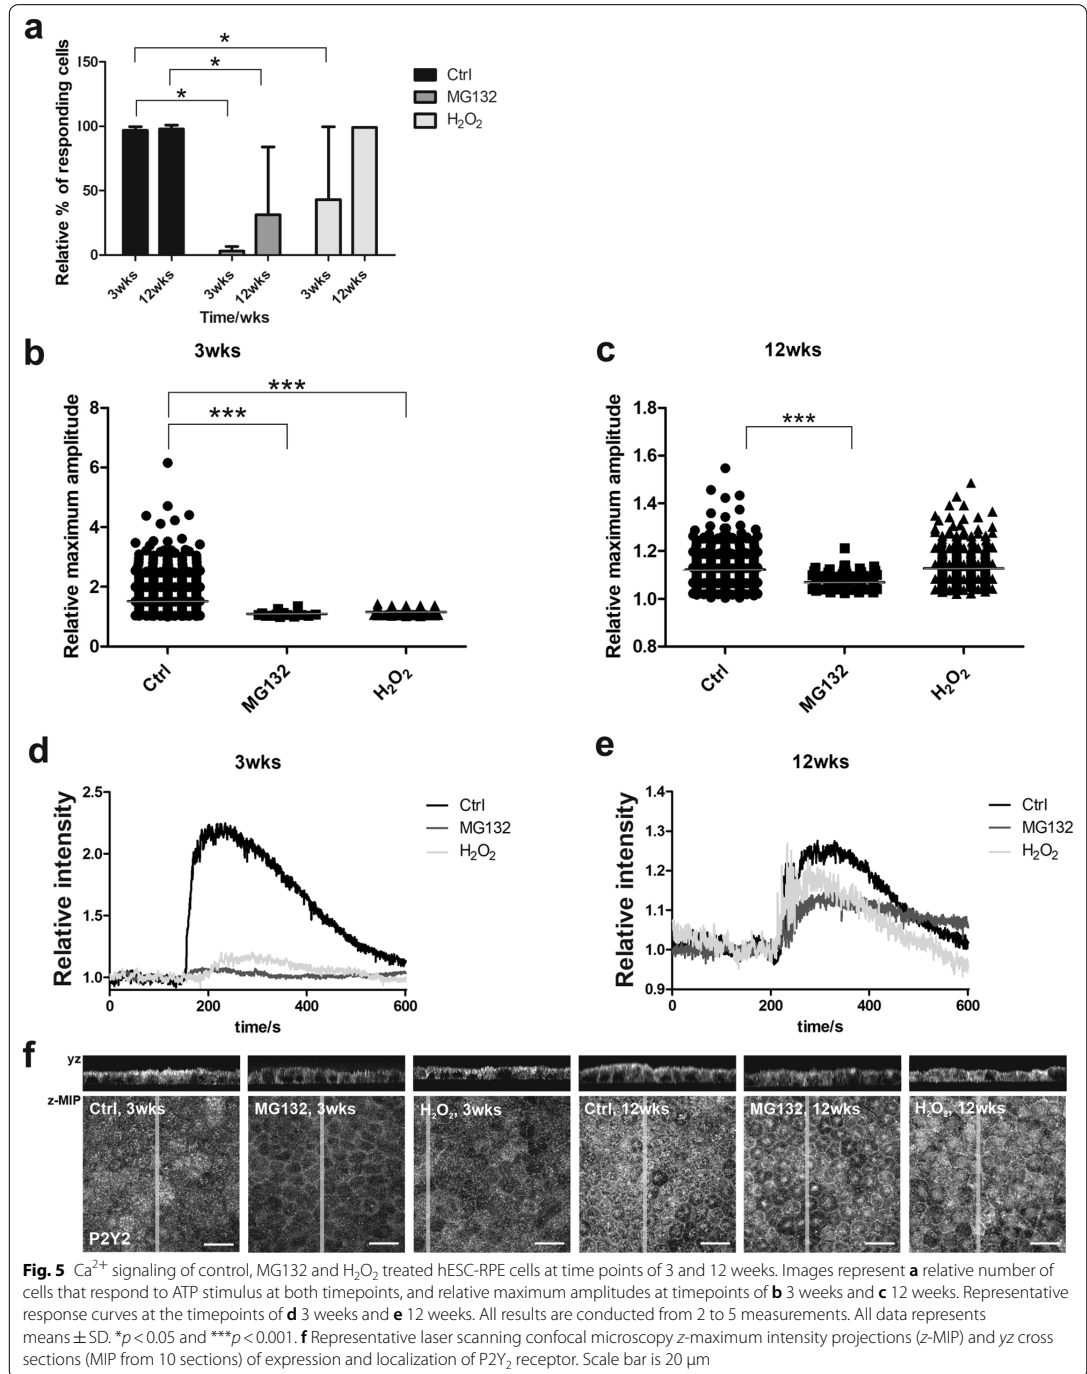 a
Relative % of responding cells
150
100
50
0
*
*
*
Ctrl
MG132
H₂O₂
3wks
12wks
3wks
12wks
3wks
12wks
Time/wks
b
3wks
Relative maximum amplitude
8
6
4
2
0
***
***
Ctrl
MG132
H₂O₂
c
12wks
Relative maximum amplitude
1.8
1.6
1.4
1.2
1.0
0.8
***
Ctrl
MG132
H₂O₂
d
3wks
Relative intensity
2.5
2.0
1.5
1.0
0
200
400
600
time/s
Ctrl
MG132
H₂O₂
e
12wks
Relative intensity
1.4
1.3
1.2
1.1
1.0
0.9
0
200
400
600
time/s
Ctrl
MG132
H₂O₂
f
yz
z-MIP
Ctrl, 3wks
MG132, 3wks
H₂O₂, 3wks
Ctrl, 12wks
MG132, 12wks
H₂O₂, 12wks
P2Y2
Fig. 5 Ca²⁺ signaling of control, MG132 and H₂O₂ treated hESC-RPE cells at time points of 3 and 12 weeks. Images represent a relative number of
cells that respond to ATP stimulus at both timepoints, and relative maximum amplitudes at timepoints of b 3 weeks and c 12 weeks. Representative
response curves at the timepoints of d 3 weeks and e 12 weeks. All results are conducted from 2 to 5 measurements. All data represents
means ± SD. *p < 0.05 and ***p < 0.001. f Representative laser scanning confocal microscopy z-maximum intensity projections (z-MIP) and yz cross
sections (MIP from 10 sections) of expression and localization of P2Y₂ receptor. Scale bar is 20 μm